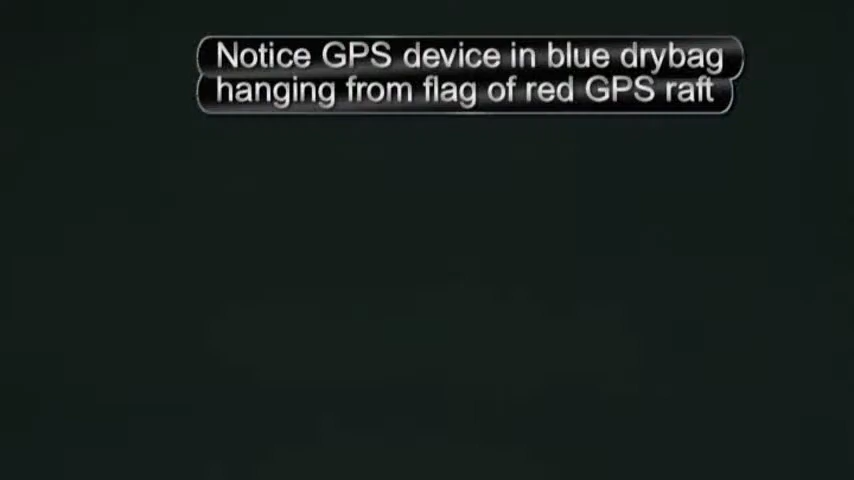 Notice GPS device in blue drybag
hanging from flag of red GPS raft